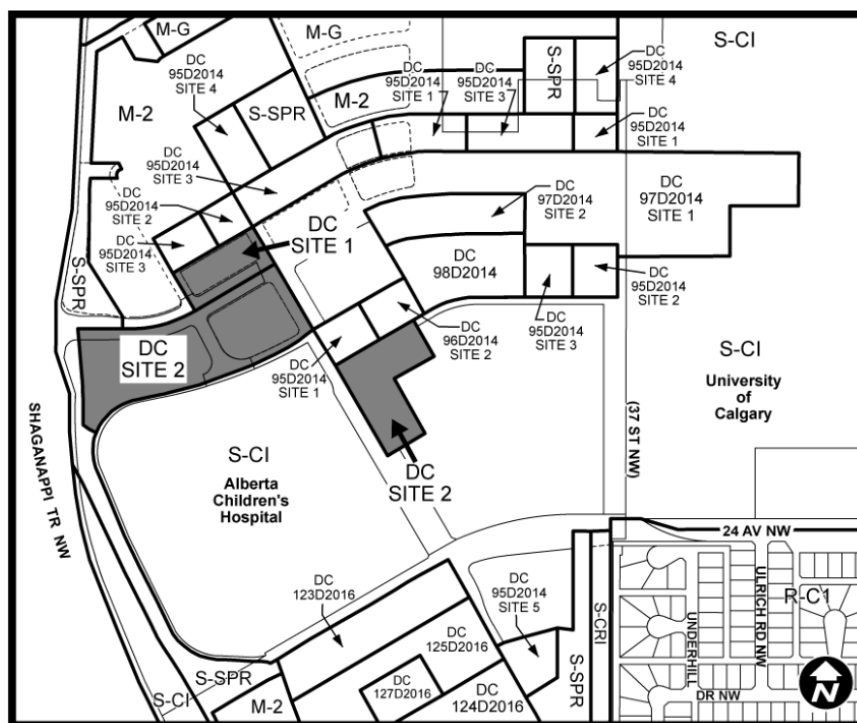 M-G
M-G
S-CI
DC
95D2014
SITE 4
DC
95D2014
SITE 1
DC
95D2014
SITE 3
S-SPR
DC
95D2014
SITE 4
M-2
S-SPR
M-2
DC
95D2014
SITE 1
DC
95D2014
SITE 3
DC
95D2014
SITE 2
DC
95D2014
SITE 3
DC
SITE 1
DC
97D2014
SITE 2
DC
97D2014
SITE 1
S-SPR
DC
98D2014
DC
95D2014
SITE 2
DC
SITE 2
DC
95D2014
SITE 1
DC
96D2014
SITE 2
DC
95D2014
SITE 3
S-CI
University
of
Calgary
(37 ST NW)
SHAGANAPPI TR NW
S-CI
Alberta
Children's
Hospital
DC
SITE 2
24 AV NW
DC
123D2016
DC
95D2014
SITE 5
S-CRI
UNDERHILL
ULRICH RD NW
R-C1
S-SPR
DC
125D2016
S-SPR
DC
127D2016
DC
124D2016
DR NW
S-CI
M-2
N